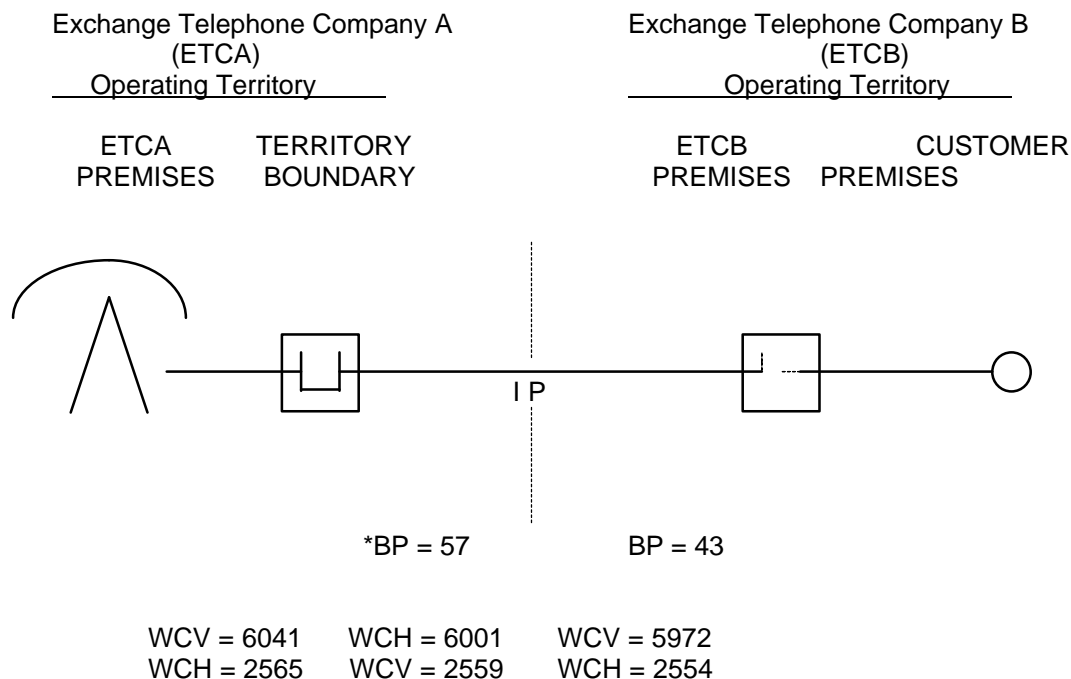 Exchange Telephone Company A Exchange Telephone Company B
(ETCA) (ETCB)
Operating Territory Operating Territory
ETCA TERRITORY ETCB CUSTOMER
PREMISES BOUNDARY PREMISES PREMISES
I P
*BP = 57 BP = 43
WCV = 6041 WCH = 6001 WCV = 5972
WCH = 2565 WCV = 2559 WCH = 2554